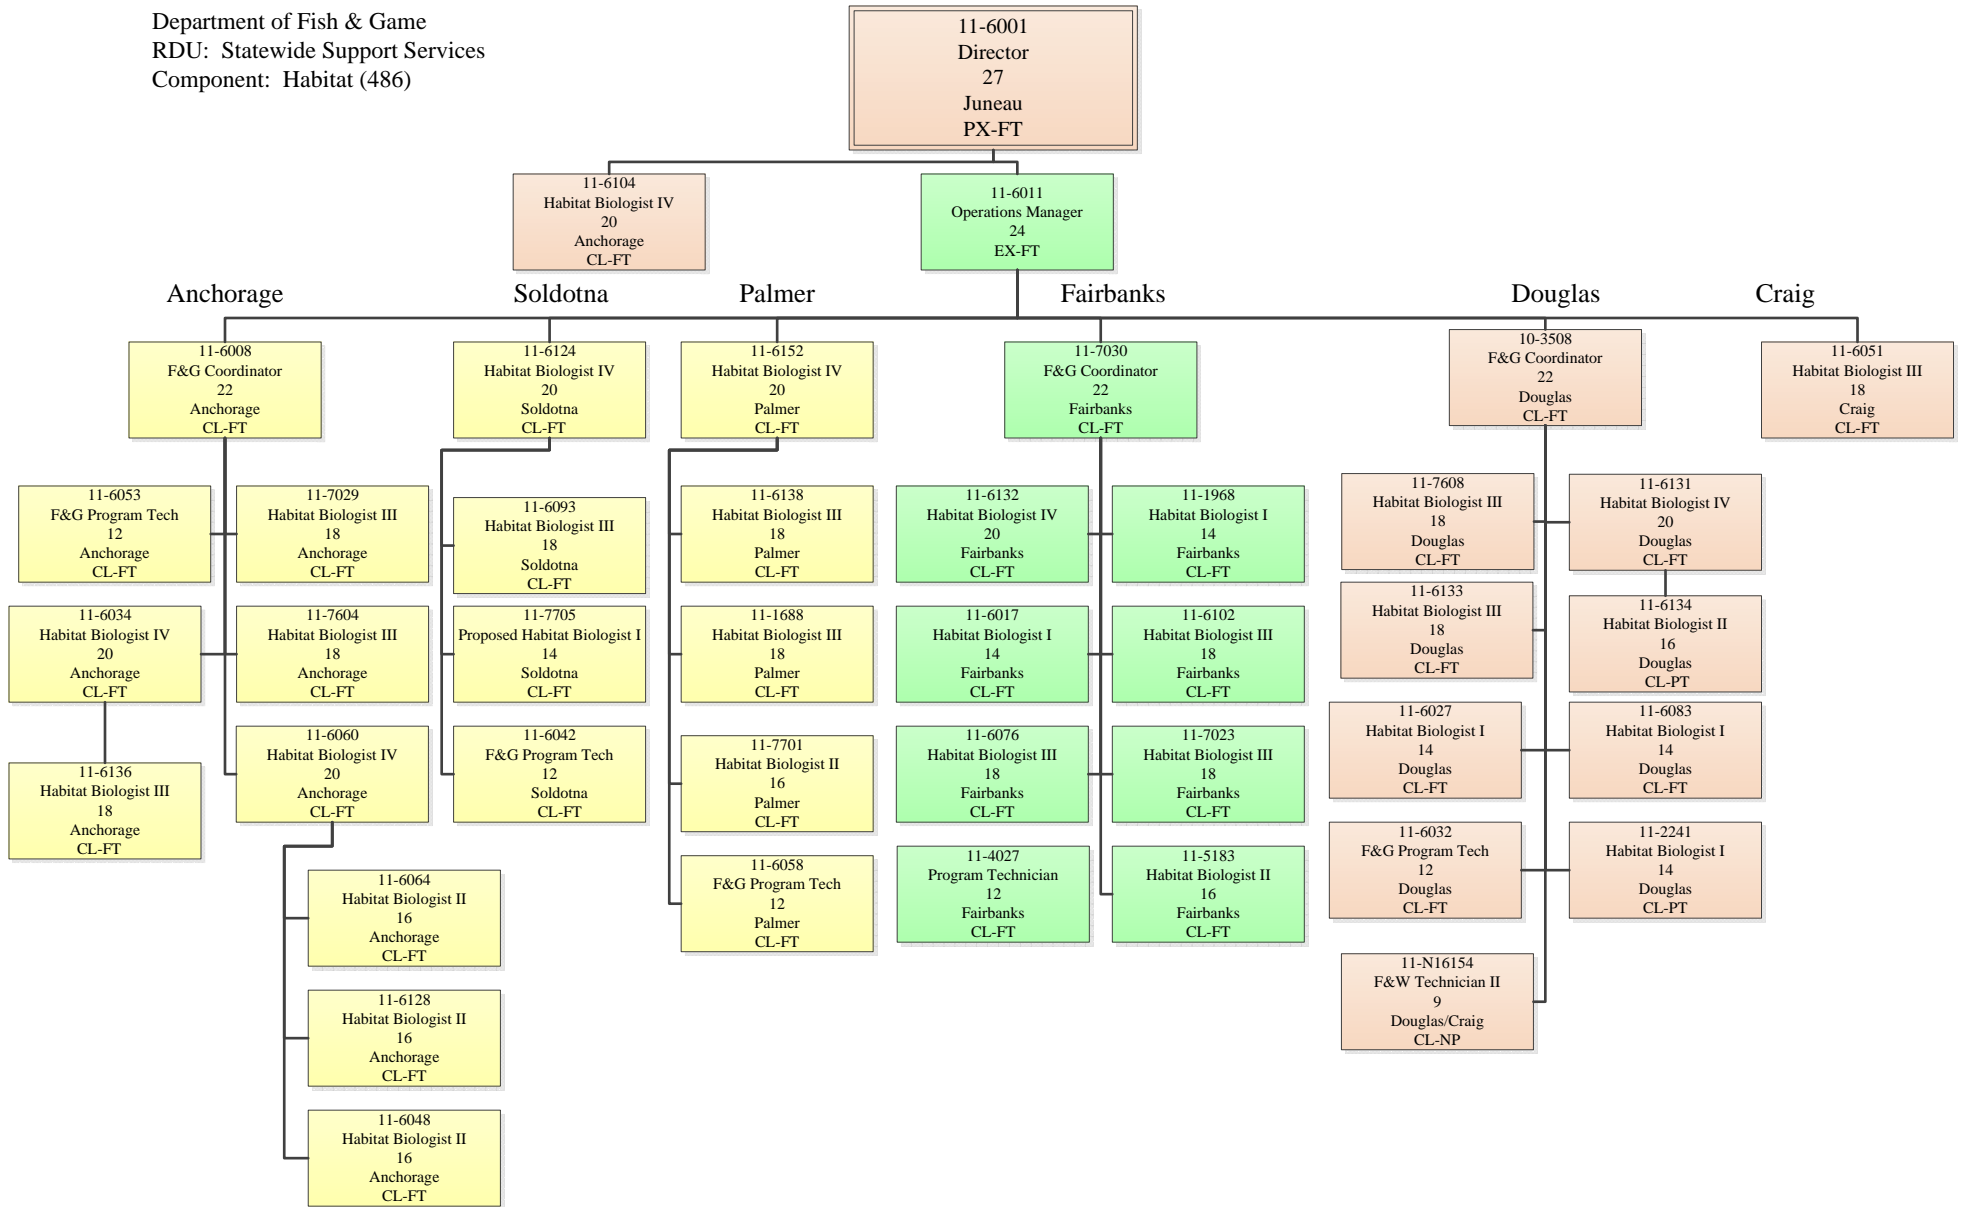 Department of Fish & Game
RDU:  Statewide Support Services
Component:  Habitat (486)
11-6001
Director
27
Juneau
PX-FT
11-6104
Habitat Biologist IV
20
Anchorage
CL-FT
11-6011
Operations Manager
24
EX-FT
Anchorage
Soldotna
Palmer
Fairbanks
Douglas
Craig
11-6008
F&G Coordinator
22
Anchorage
CL-FT
11-6053
F&G Program Tech
12
Anchorage
CL-FT
11-7029
Habitat Biologist III
18
Anchorage
CL-FT
11-6034
Habitat Biologist IV
20
Anchorage
CL-FT
11-7604
Habitat Biologist III
18
Anchorage
CL-FT
11-6136
Habitat Biologist III
18
Anchorage
CL-FT
11-6060
Habitat Biologist IV
20
Anchorage
CL-FT
11-6064
Habitat Biologist II
16
Anchorage
CL-FT
11-6128
Habitat Biologist II
16
Anchorage
CL-FT
11-6048
Habitat Biologist II
16
Anchorage
CL-FT
11-6124
Habitat Biologist IV
20
Soldotna
CL-FT
11-6093
Habitat Biologist III
18
Soldotna
CL-FT
11-7705
Proposed Habitat Biologist I
14
Soldotna
CL-FT
11-6042
F&G Program Tech
12
Soldotna
CL-FT
11-6152
Habitat Biologist IV
20
Palmer
CL-FT
11-6138
Habitat Biologist III
18
Palmer
CL-FT
11-1688
Habitat Biologist III
18
Palmer
CL-FT
11-7701
Habitat Biologist II
16
Palmer
CL-FT
11-6058
F&G Program Tech
12
Palmer
CL-FT
11-7030
F&G Coordinator
22
Fairbanks
CL-FT
11-6132
Habitat Biologist IV
20
Fairbanks
CL-FT
11-1968
Habitat Biologist I
14
Fairbanks
CL-FT
11-6017
Habitat Biologist I
14
Fairbanks
CL-FT
11-6102
Habitat Biologist III
18
Fairbanks
CL-FT
11-6076
Habitat Biologist III
18
Fairbanks
CL-FT
11-7023
Habitat Biologist III
18
Fairbanks
CL-FT
11-4027
Program Technician
12
Fairbanks
CL-FT
11-5183
Habitat Biologist II
16
Fairbanks
CL-FT
10-3508
F&G Coordinator
22
Douglas
CL-FT
11-7608
Habitat Biologist III
18
Douglas
CL-FT
11-6131
Habitat Biologist IV
20
Douglas
CL-FT
11-6133
Habitat Biologist III
18
Douglas
CL-FT
11-6134
Habitat Biologist II
16
Douglas
CL-PT
11-6027
Habitat Biologist I
14
Douglas
CL-FT
11-6083
Habitat Biologist I
14
Douglas
CL-FT
11-6032
F&G Program Tech
12
Douglas
CL-FT
11-2241
Habitat Biologist I
14
Douglas
CL-PT
11-N16154
F&W Technician II
9
Douglas/Craig
CL-NP
11-6051
Habitat Biologist III
18
Craig
CL-FT